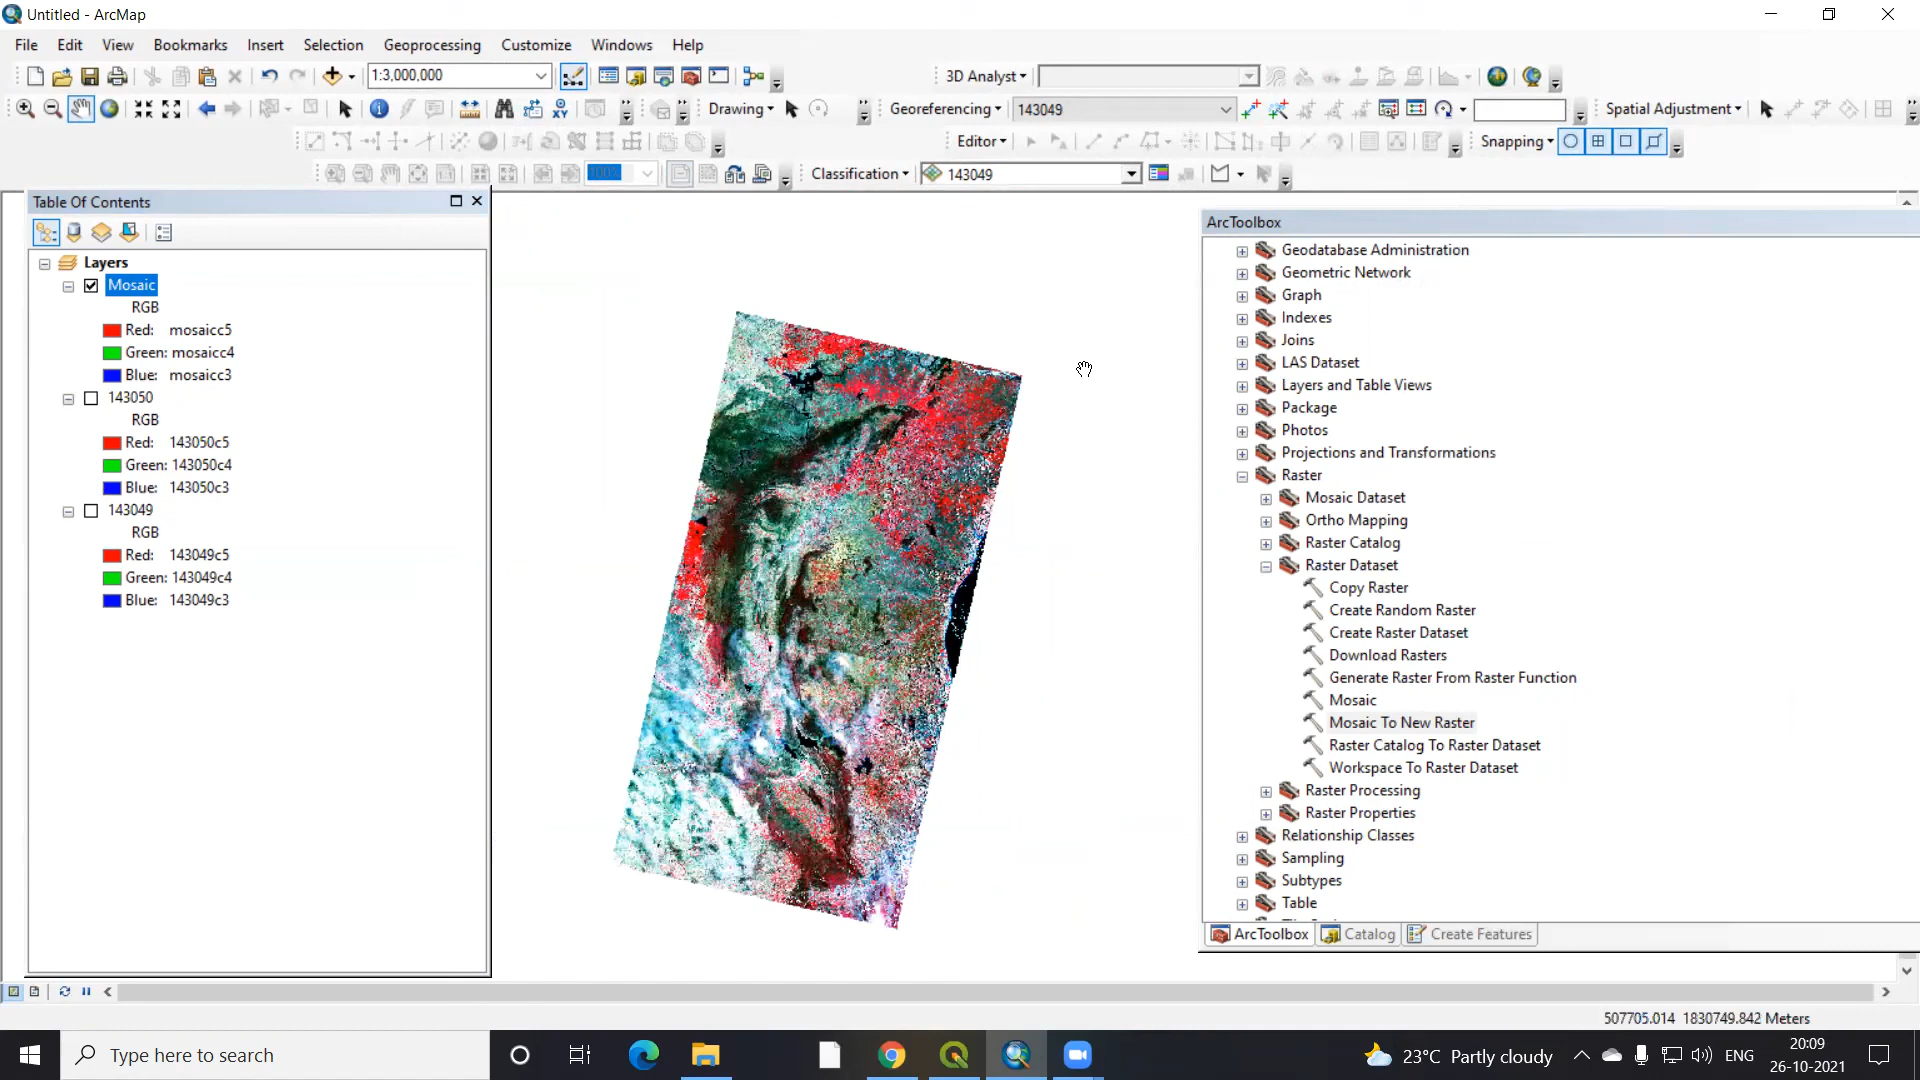 Untitled - ArcMap
File Edit View Bookmarks Insert Selection Geoprocessing Customize Windows Help
1:3,000,000 3D Analyst
Drawing Georeferencing 143049 Spatial Adjustment
Editor Snapping
100% Classification 143049
Table Of Contents
Layers
Mosaic
RGB
Red: mosaicc5
Green: mosaicc4
Blue: mosaicc3
143050
RGB
Red: 143050c5
Green: 143050c4
Blue: 143050c3
143049
RGB
Red: 143049c5
Green: 143049c4
Blue: 143049c3
ArcToolbox
Geodatabase Administration
Geometric Network
Graph
Indexes
Joins
LAS Dataset
Layers and Table Views
Package
Photos
Projections and Transformations
Raster
Mosaic Dataset
Ortho Mapping
Raster Catalog
Raster Dataset
Copy Raster
Create Random Raster
Create Raster Dataset
Download Rasters
Generate Raster From Raster Function
Mosaic
Mosaic To New Raster
Raster Catalog To Raster Dataset
Workspace To Raster Dataset
Raster Processing
Raster Properties
Relationship Classes
Sampling
Subtypes
Table
ArcToolbox Catalog Create Features
507705.014 1830749.842 Meters
Type here to search
23°C Partly cloudy ENG
20:09
26-10-2021